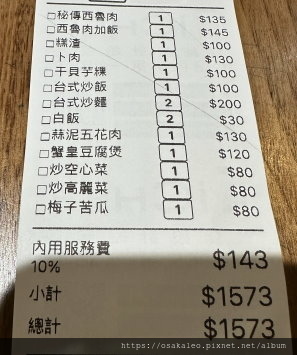 □秘傳西魯肉 1 $135
□西魯肉加飯 1 $145
□糕渣 1 $100
□卜肉 1 $130
□干貝芋粿 1 $100
□台式炒飯 1 $100
□台式炒麵 2 $200
□白飯 2 $30
□蒜泥五花肉 1 $130
□蟹皇豆腐煲 1 $120
□炒空心菜 1 $80
□炒高麗菜 1 $80
□梅子苦瓜 1 $80
內用服務費
10% $143
小計 $1573
總計 $1573
https://osakaleo.pixnet.net/album